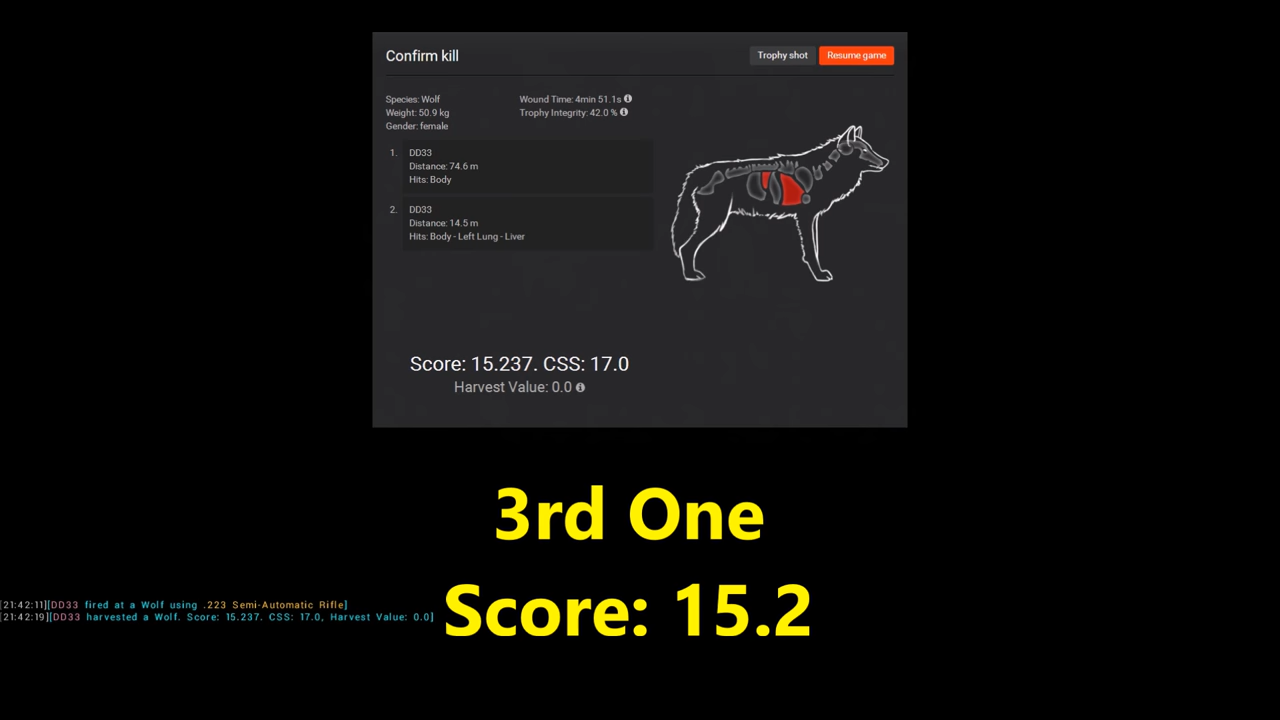 Confirm kill
Trophy shot
Resume game
Species: Wolf
Weight: 50.9 kg
Gender: female
Wound Time: 4min 51.1s
Trophy Integrity: 42.0 %
1. DD33
Distance: 74.6 m
Hits: Body
2. DD33
Distance: 14.5 m
Hits: Body - Left Lung - Liver
Score: 15.237. CSS: 17.0
Harvest Value: 0.0
3rd One
Score: 15.2
[21:42:11][DD33 fired at a Wolf using .223 Semi-Automatic Rifle]
[21:42:19][DD33 harvested a Wolf. Score: 15.237. CSS: 17.0, Harvest Value: 0.0]